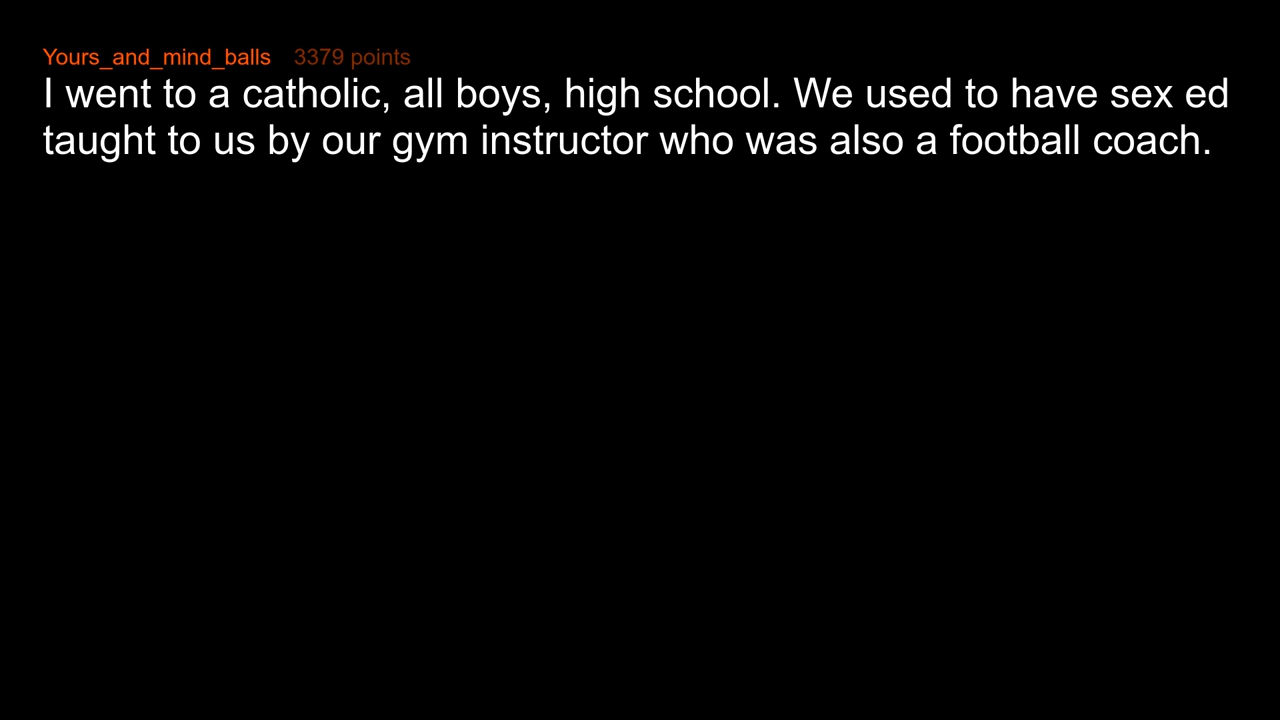 Yours_and_mind_balls 3379 points
I went to a catholic, all boys, high school. We used to have sex ed
taught to us by our gym instructor who was also a football coach.